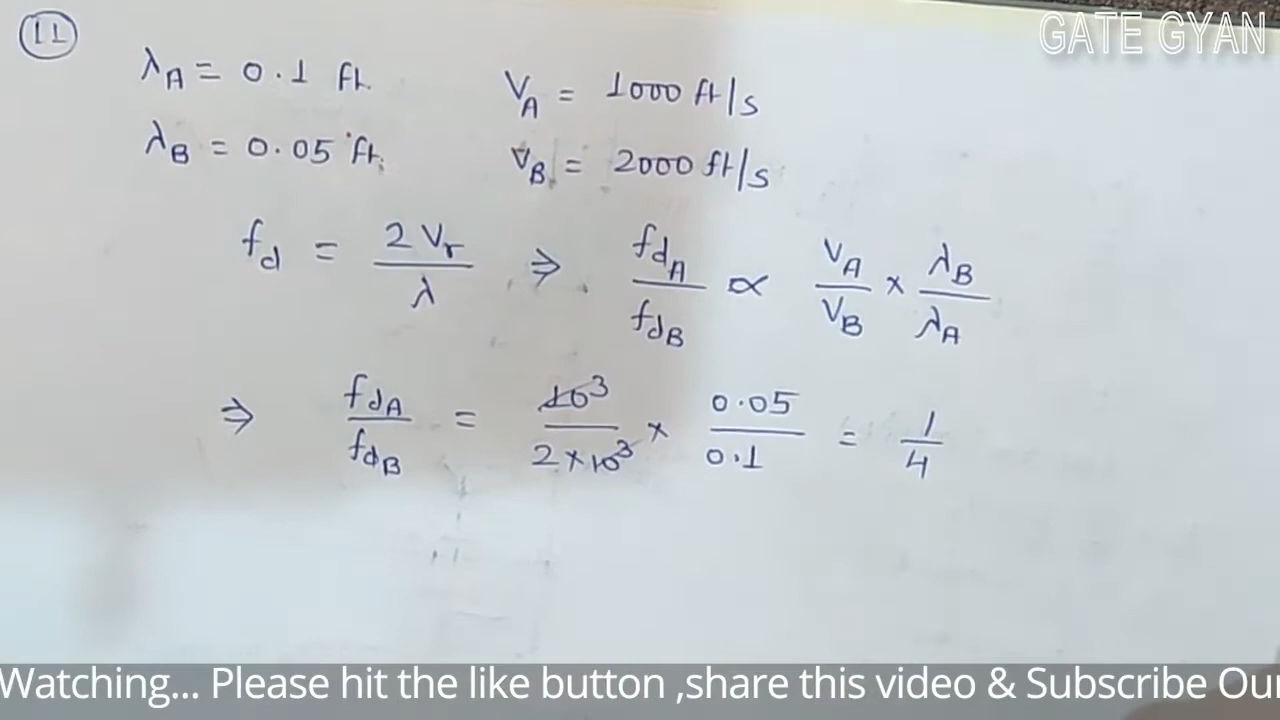 GATE GYAN
11
λA = 0.1 ft. VA = 1000 ft/s
λB = 0.05 ft. VB = 2000 ft/s
fd = 2Vr/λ ⇒ fdA/fdB ∝ VA/VB × λB/λA
⇒ fdA/fdB = 10³/2×10³ × 0.05/0.1 = 1/4
Watching... Please hit the like button ,share this video & Subscribe Our